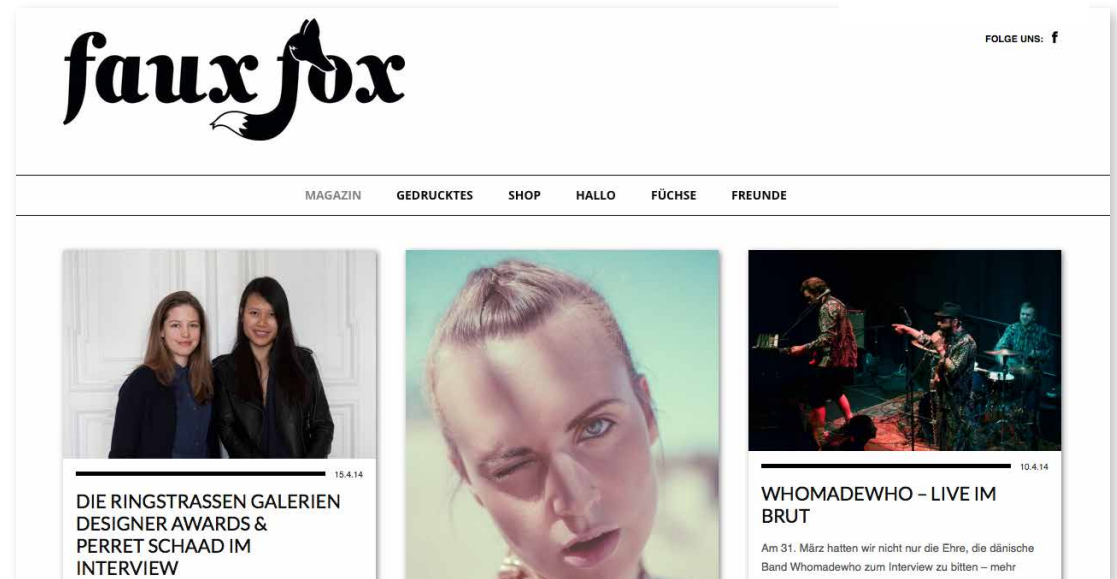 faux fox
FOLGE UNS: f
MAGAZIN GEDRUCKTES SHOP HALLO FÜCHSE FREUNDE
15.4.14
DIE RINGSTRASSEN GALERIEN
DESIGNER AWARDS &
PERRET SCHAAD IM
INTERVIEW
10.4.14
WHOMADEWHO – LIVE IM
BRUT
Am 31. März hatten wir nicht nur die Ehre, die dänische
Band Whomadewho zum Interview zu bitten – mehr